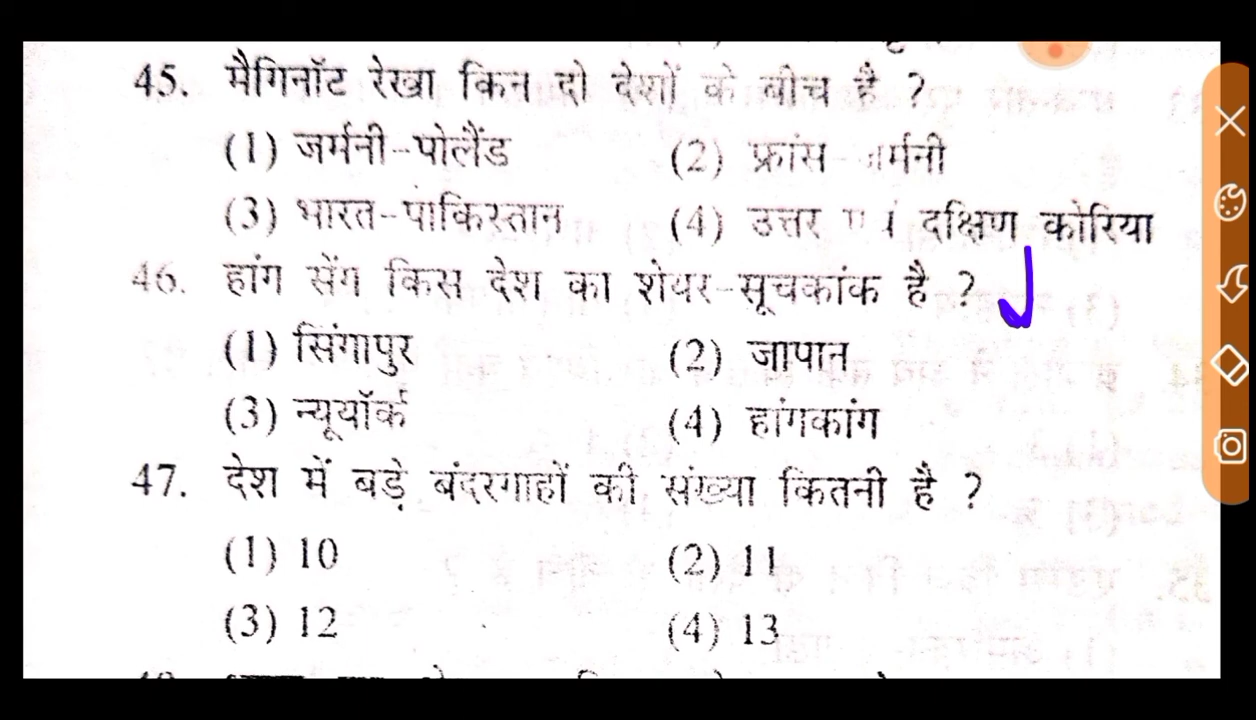 45. मैगिनॉट रेखा किन दो देशों के बीच है ?
(1) जर्मनी-पोलैंड (2) फ्रांस-जर्मनी
(3) भारत-पाकिस्तान (4) उत्तर एवं दक्षिण कोरिया
46. हांग सेंग किस देश का शेयर-सूचकांक है ?
(1) सिंगापुर (2) जापान
(3) न्यूयॉर्क (4) हांगकांग
47. देश में बड़े बंदरगाहों की संख्या कितनी है ?
(1) 10 (2) 11
(3) 12 (4) 13